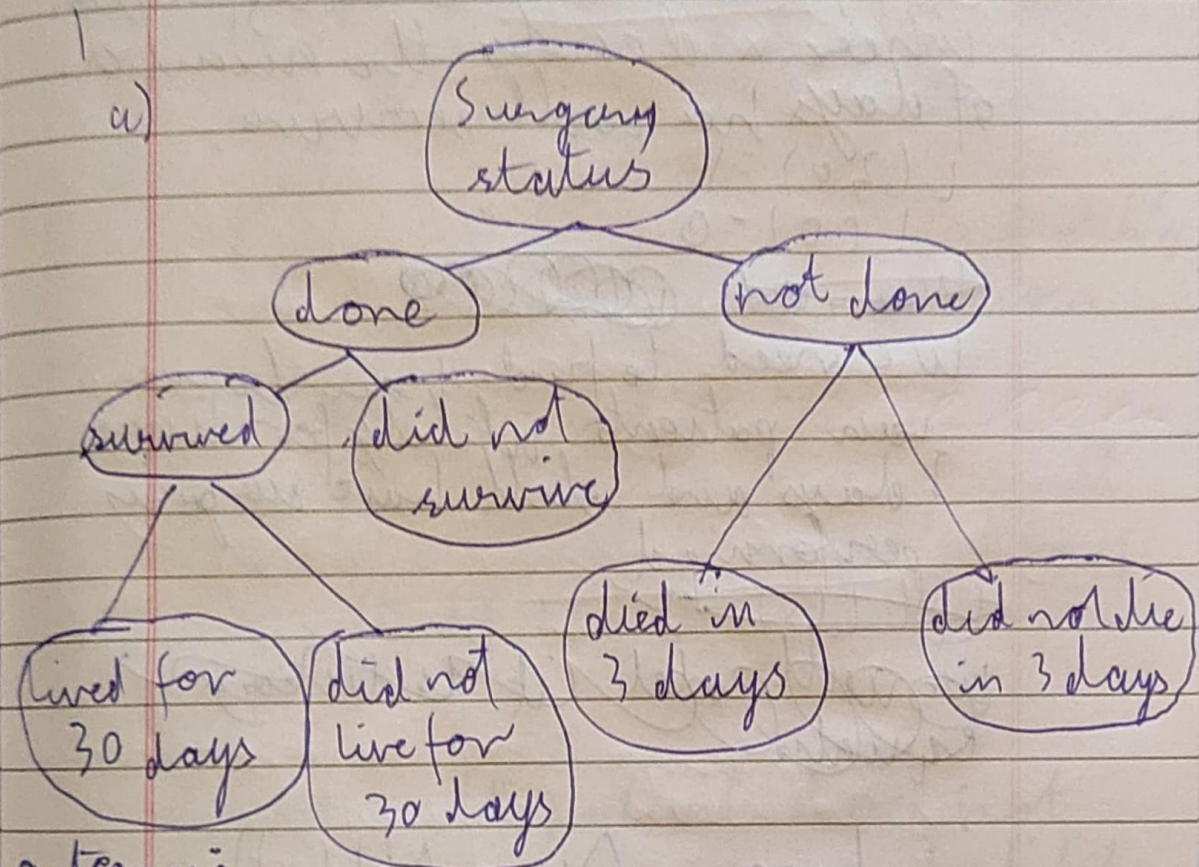 1
a)
Surgary
status
done
not done
survived
did not
survive
lived for
30 days
did not
live for
30 days
died in
3 days
did not die
in 3 days